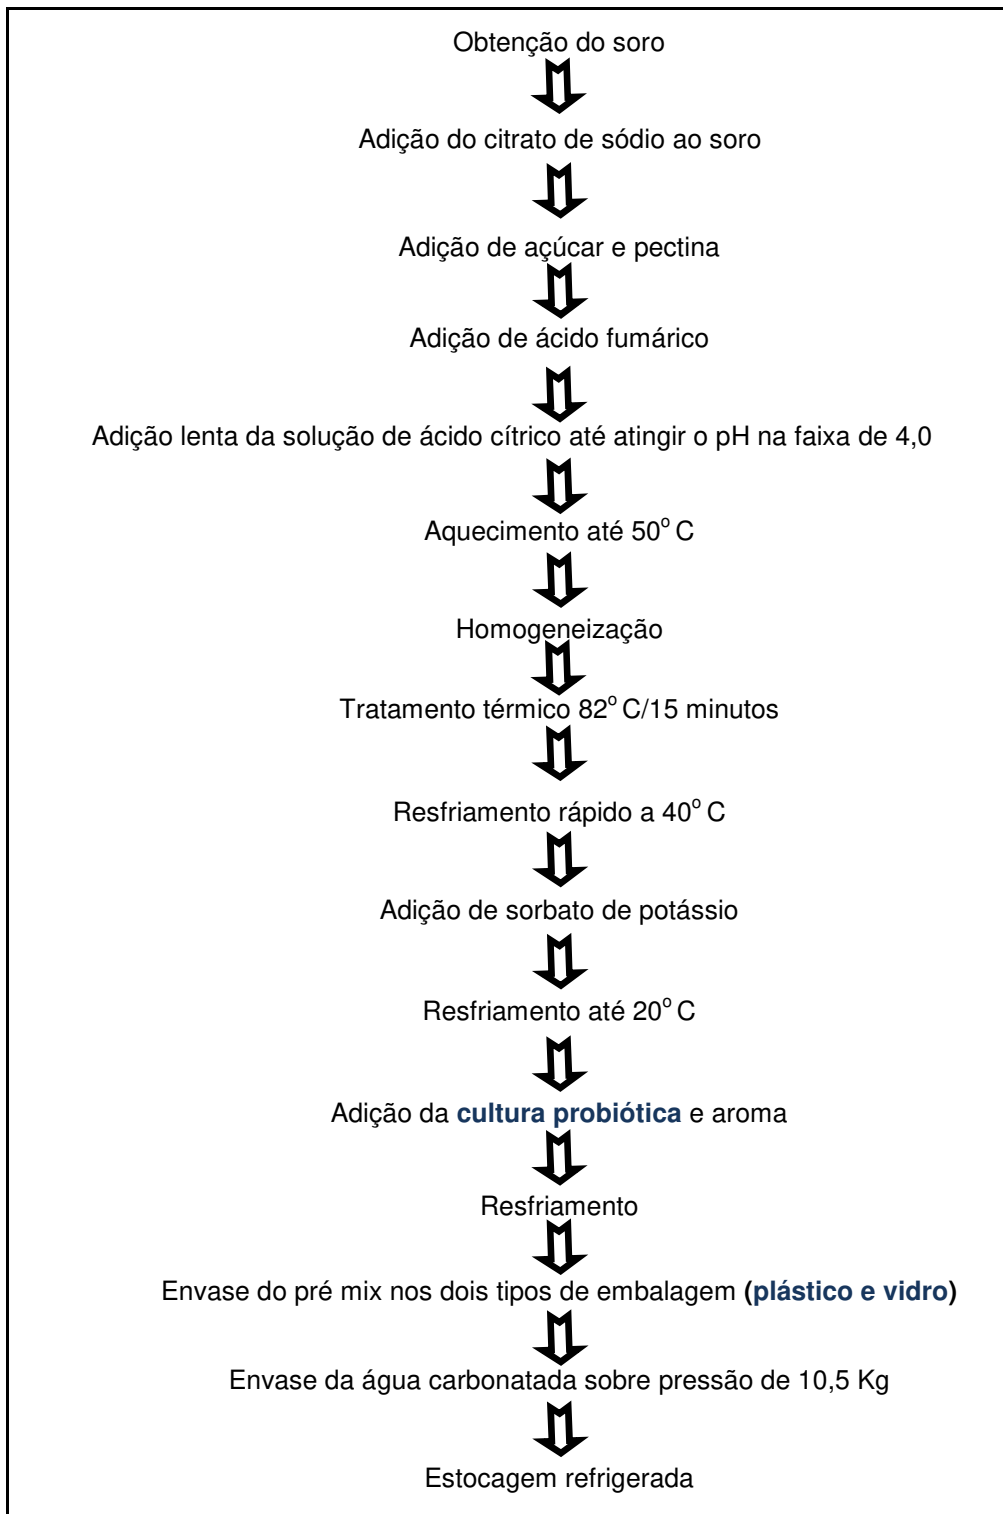 Obtenção do soro
Adição do citrato de sódio ao soro
Adição de açúcar e pectina
Adição de ácido fumárico
Adição lenta da solução de ácido cítrico até atingir o pH na faixa de 4,0
Aquecimento até 50º C
Homogeneização
Tratamento térmico 82º C/15 minutos
Resfriamento rápido a 40º C
Adição de sorbato de potássio
Resfriamento até 20º C
Adição da cultura probiótica e aroma
Resfriamento
Envase do pré mix nos dois tipos de embalagem (plástico e vidro)
Envase da água carbonatada sobre pressão de 10,5 Kg
Estocagem refrigerada